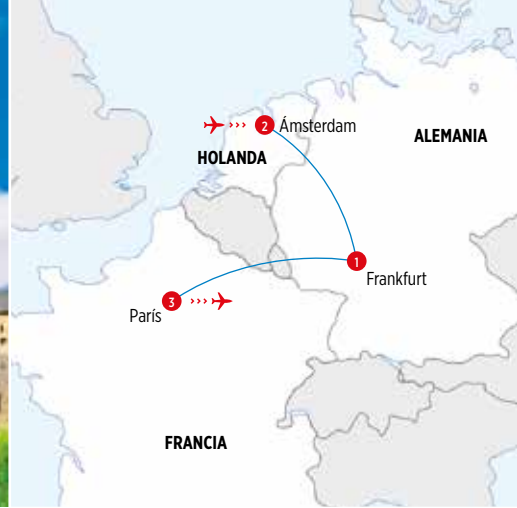 2 Ámsterdam
ALEMANIA
HOLANDA
1
Frankfurt
3
París
FRANCIA